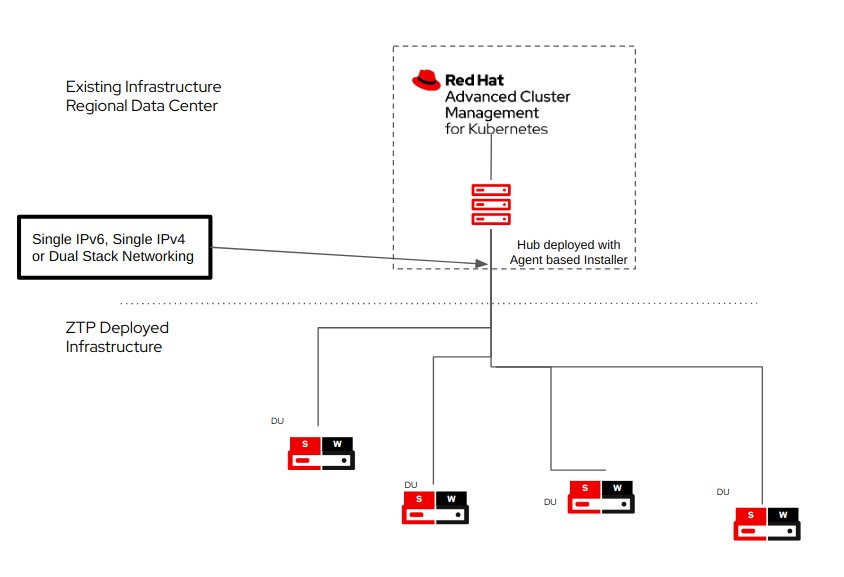 Existing Infrastructure
Regional Data Center
Red Hat
Advanced Cluster
Management
for Kubernetes
Single IPv6, Single IPv4
or Dual Stack Networking
Hub deployed with
Agent based Installer
ZTP Deployed
Infrastructure
DU
S W
DU
S W
DU
S W
DU
S W